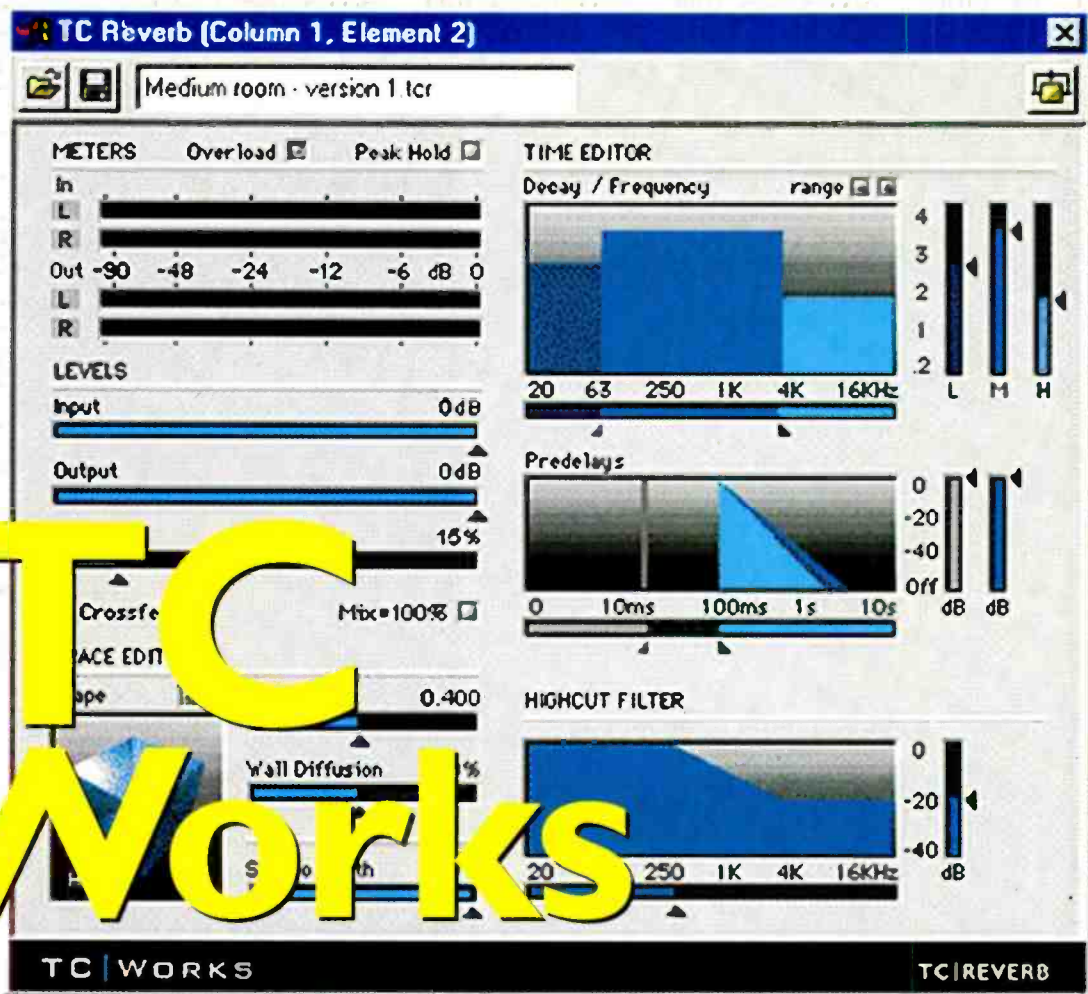 TC Reverb (Column 1, Element 2)
Medium room - version 1.tcr
METERS Overload Peak Hold
In
L
R
Out -90 -48 -24 -12 -6 dB 0
L
R
LEVELS
Input 0dB
Output 0dB
15%
Crossfe
Mix=100%
ACE EDIT
ape 0.400
Wall Diffusion %
TIME EDITOR
Decay / Frequency range
4
3
2
1
.2
20 63 250 1K 4K 16KHz L M H
Predelays
0
-20
-40
Off
0 10ms 100ms 1s 10s dB dB
HIGHCUT FILTER
0
-20
-40
20 250 1K 4K 16KHz dB
TC
Works
TC|WORKS
TC|REVERB